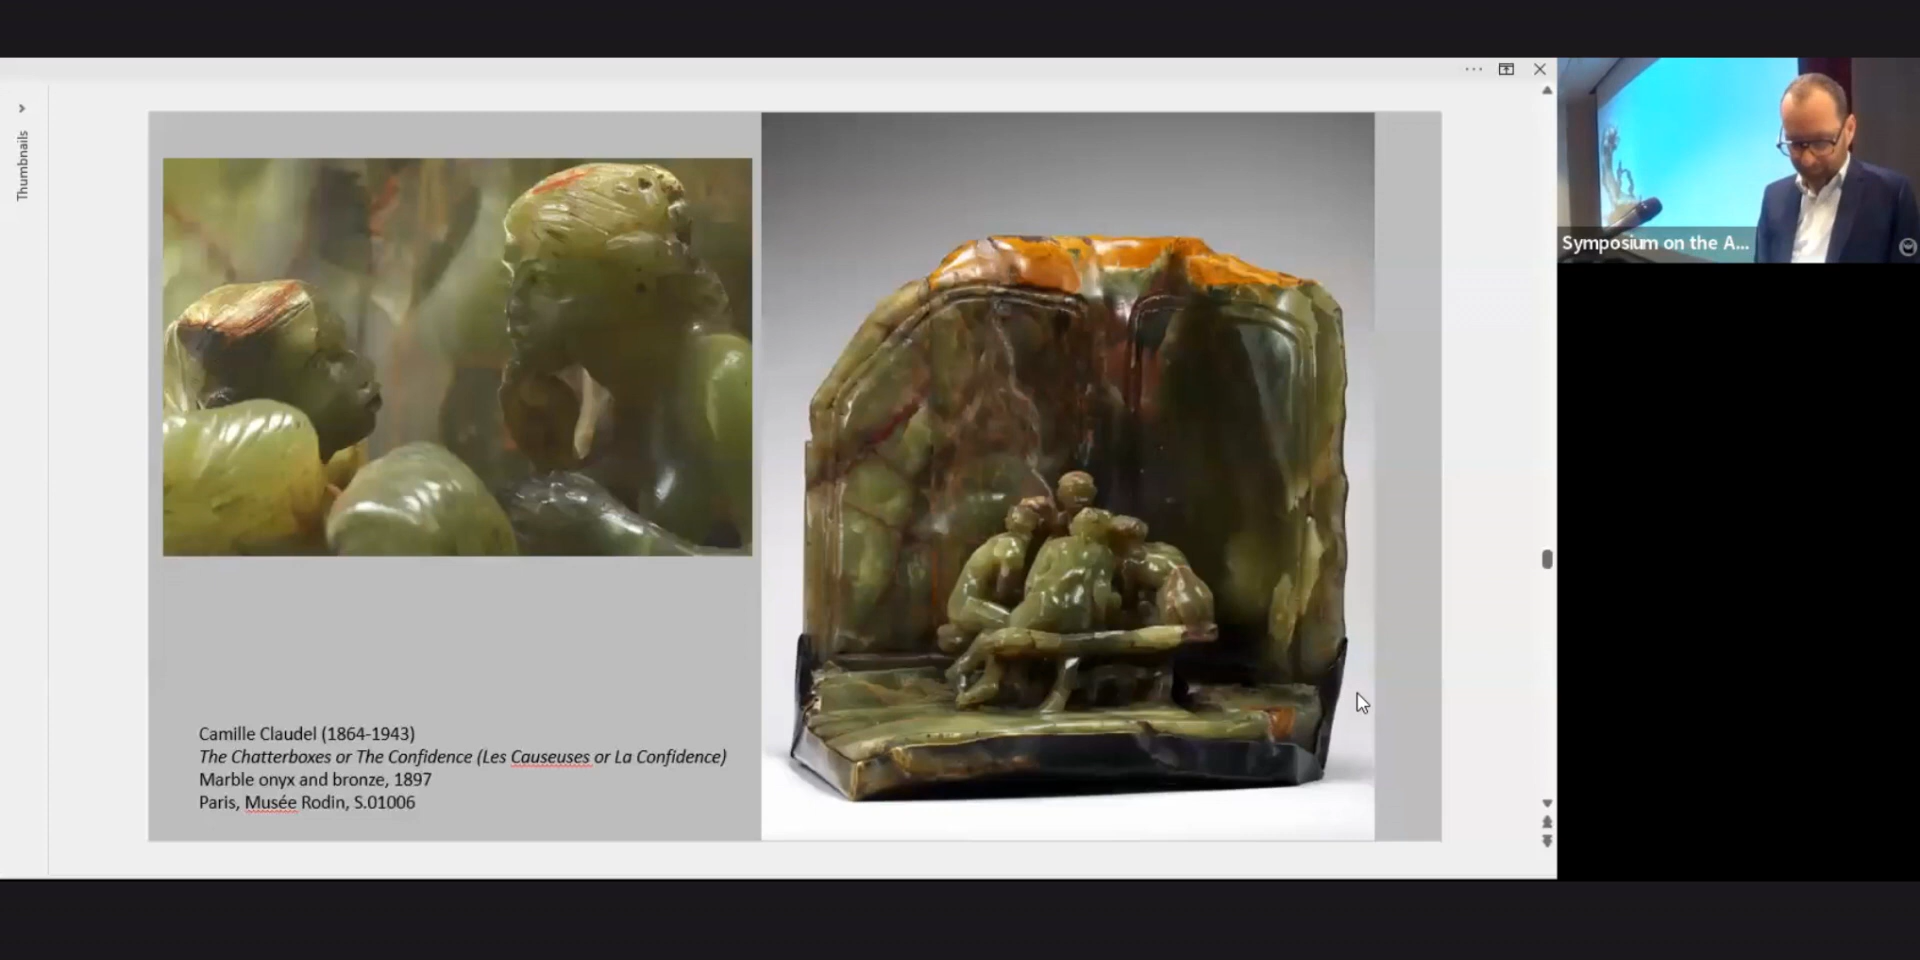 Thumbnails
Camille Claudel (1864-1943)
The Chatterboxes or The Confidence (Les Causeuses or La Confidence)
Marble onyx and bronze, 1897
Paris, Musée Rodin, S.01006
Symposium on the A...